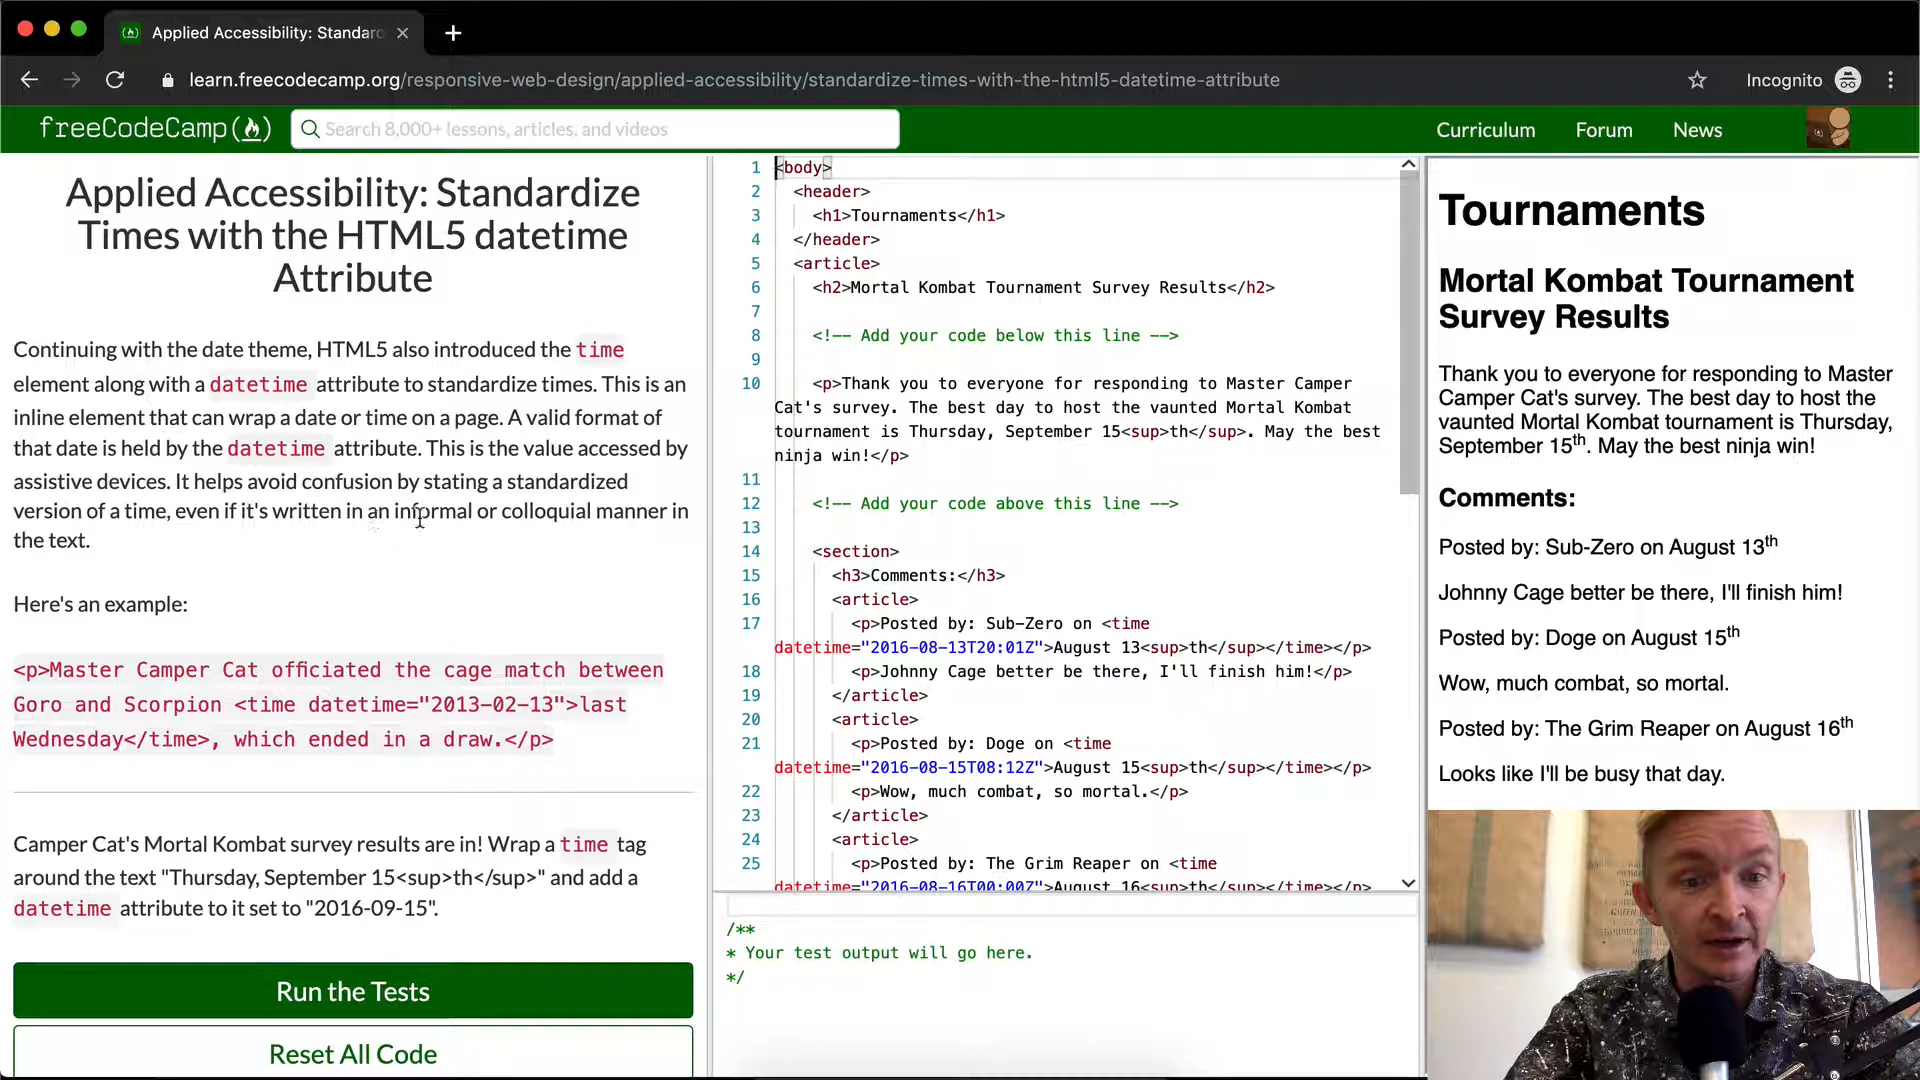 Applied Accessibility: Standard
learn.freecodecamp.org/responsive-web-design/applied-accessibility/standardize-times-with-the-html5-datetime-attribute
Incognito
freeCodeCamp
Search 8,000+ lessons, articles, and videos
Curriculum
Forum
News
Applied Accessibility: Standardize
Times with the HTML5 datetime
Attribute
Continuing with the date theme, HTML5 also introduced the time
element along with a datetime attribute to standardize times. This is an
inline element that can wrap a date or time on a page. A valid format of
that date is held by the datetime attribute. This is the value accessed by
assistive devices. It helps avoid confusion by stating a standardized
version of a time, even if it's written in an informal or colloquial manner in
the text.
Here's an example:
<p>Master Camper Cat officiated the cage match between
Goro and Scorpion <time datetime="2013-02-13">last
Wednesday</time>, which ended in a draw.</p>
Camper Cat's Mortal Kombat survey results are in! Wrap a time tag
around the text "Thursday, September 15<sup>th</sup>" and add a
datetime attribute to it set to "2016-09-15".
Run the Tests
Reset All Code
1 <body>
2 <header>
3 <h1>Tournaments</h1>
4 </header>
5 <article>
6 <h2>Mortal Kombat Tournament Survey Results</h2>
7
8 <!-- Add your code below this line -->
9
10 <p>Thank you to everyone for responding to Master Camper
Cat's survey. The best day to host the vaunted Mortal Kombat
tournament is Thursday, September 15<sup>th</sup>. May the best
ninja win!</p>
11
12 <!-- Add your code above this line -->
13
14 <section>
15 <h3>Comments:</h3>
16 <article>
17 <p>Posted by: Sub-Zero on <time
datetime="2016-08-13T20:01Z">August 13<sup>th</sup></time></p>
18 <p>Johnny Cage better be there, I'll finish him!</p>
19 </article>
20 <article>
21 <p>Posted by: Doge on <time
datetime="2016-08-15T08:12Z">August 15<sup>th</sup></time></p>
22 <p>Wow, much combat, so mortal.</p>
23 </article>
24 <article>
25 <p>Posted by: The Grim Reaper on <time
datetime="2016-08-16T00:00Z">August 16<sup>th</sup></time></p>
/**
* Your test output will go here.
*/
Tournaments
Mortal Kombat Tournament
Survey Results
Thank you to everyone for responding to Master
Camper Cat's survey. The best day to host the
vaunted Mortal Kombat tournament is Thursday,
September 15th. May the best ninja win!
Comments:
Posted by: Sub-Zero on August 13th
Johnny Cage better be there, I'll finish him!
Posted by: Doge on August 15th
Wow, much combat, so mortal.
Posted by: The Grim Reaper on August 16th
Looks like I'll be busy that day.